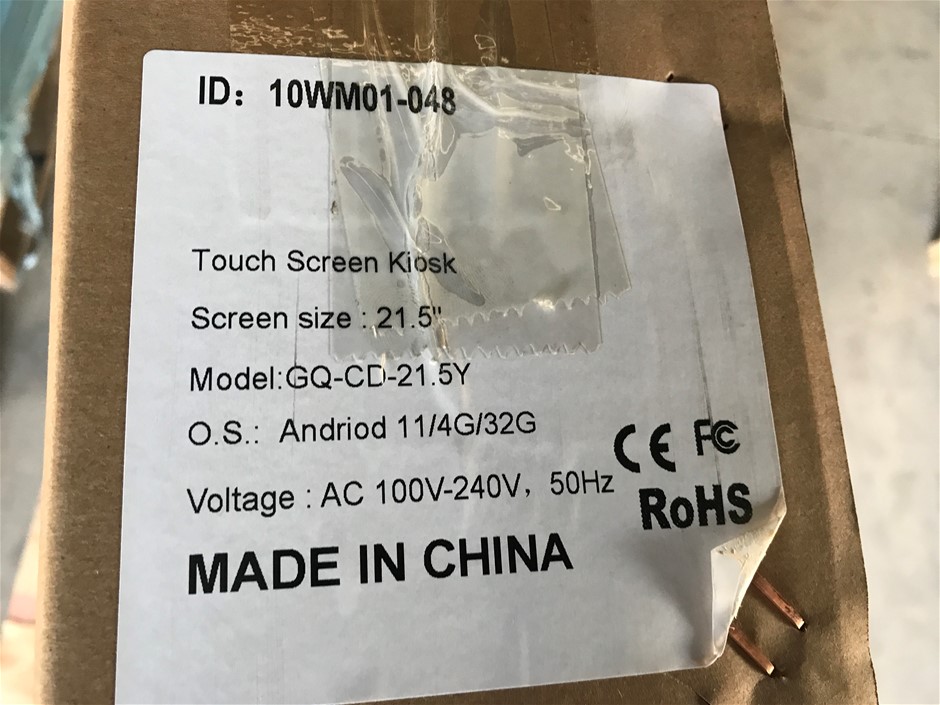 ID： 10WM01-048
Touch Screen Kiosk
Screen size : 21.5"
Model:GQ-CD-21.5Y
O.S.: Andriod 11/4G/32G
CE FC
Voltage : AC 100V-240V，50Hz
RoHS
MADE IN CHINA